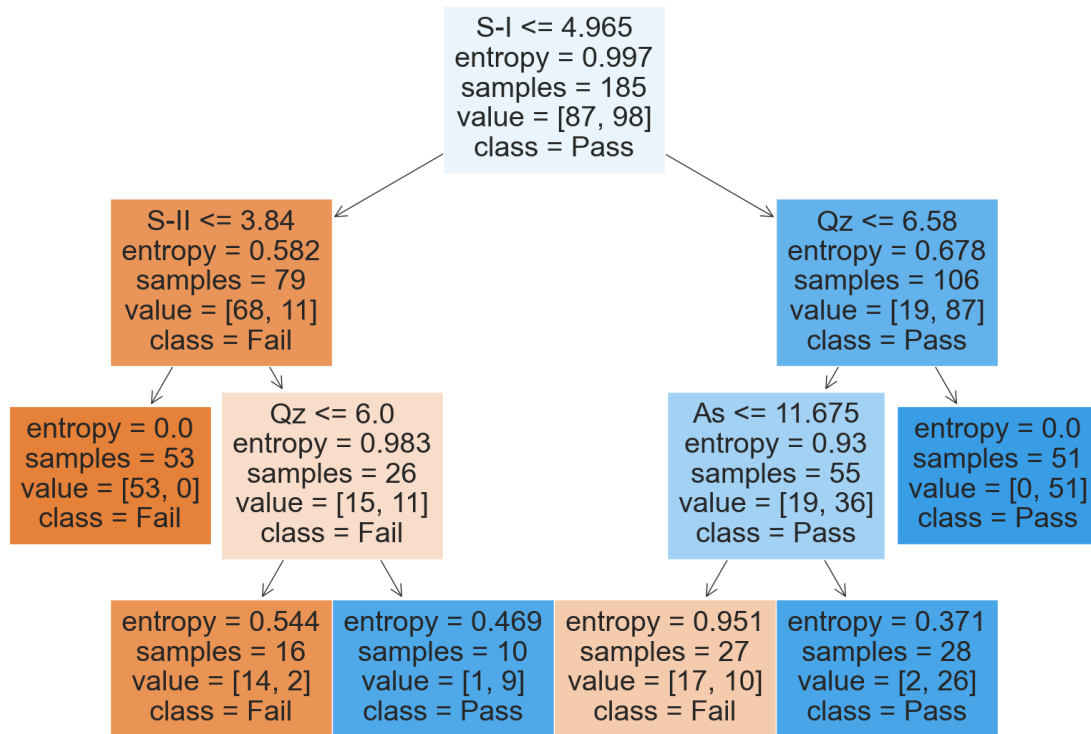 S-I <= 4.965
entropy = 0.997
samples = 185
value = [87, 98]
class = Pass
S-II <= 3.84
entropy = 0.582
samples = 79
value = [68, 11]
class = Fail
Qz <= 6.58
entropy = 0.678
samples = 106
value = [19, 87]
class = Pass
entropy = 0.0
samples = 53
value = [53, 0]
class = Fail
Qz <= 6.0
entropy = 0.983
samples = 26
value = [15, 11]
class = Fail
As <= 11.675
entropy = 0.93
samples = 55
value = [19, 36]
class = Pass
entropy = 0.0
samples = 51
value = [0, 51]
class = Pass
entropy = 0.544
samples = 16
value = [14, 2]
class = Fail
entropy = 0.469
samples = 10
value = [1, 9]
class = Pass
entropy = 0.951
samples = 27
value = [17, 10]
class = Fail
entropy = 0.371
samples = 28
value = [2, 26]
class = Pass